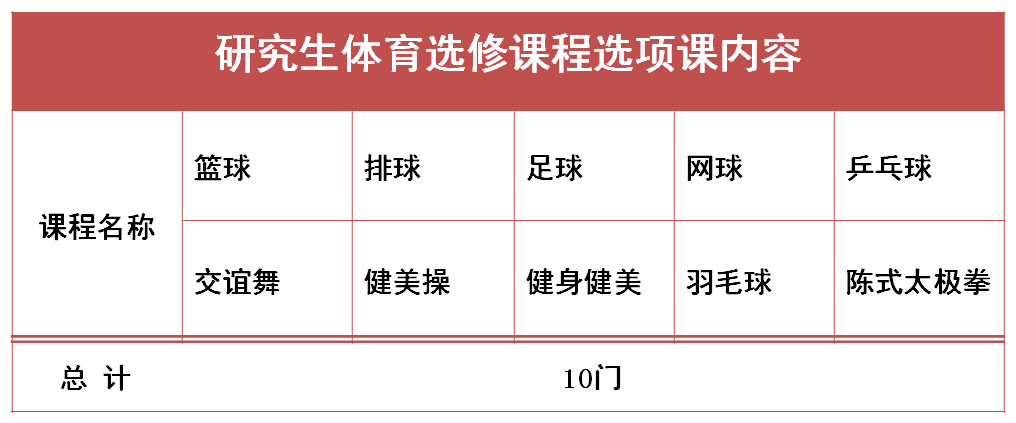 研究生体育选修课程选项课内容
课程名称
篮球 排球 足球 网球 乒乓球
交谊舞 健美操 健身健美 羽毛球 陈式太极拳
总 计 10门